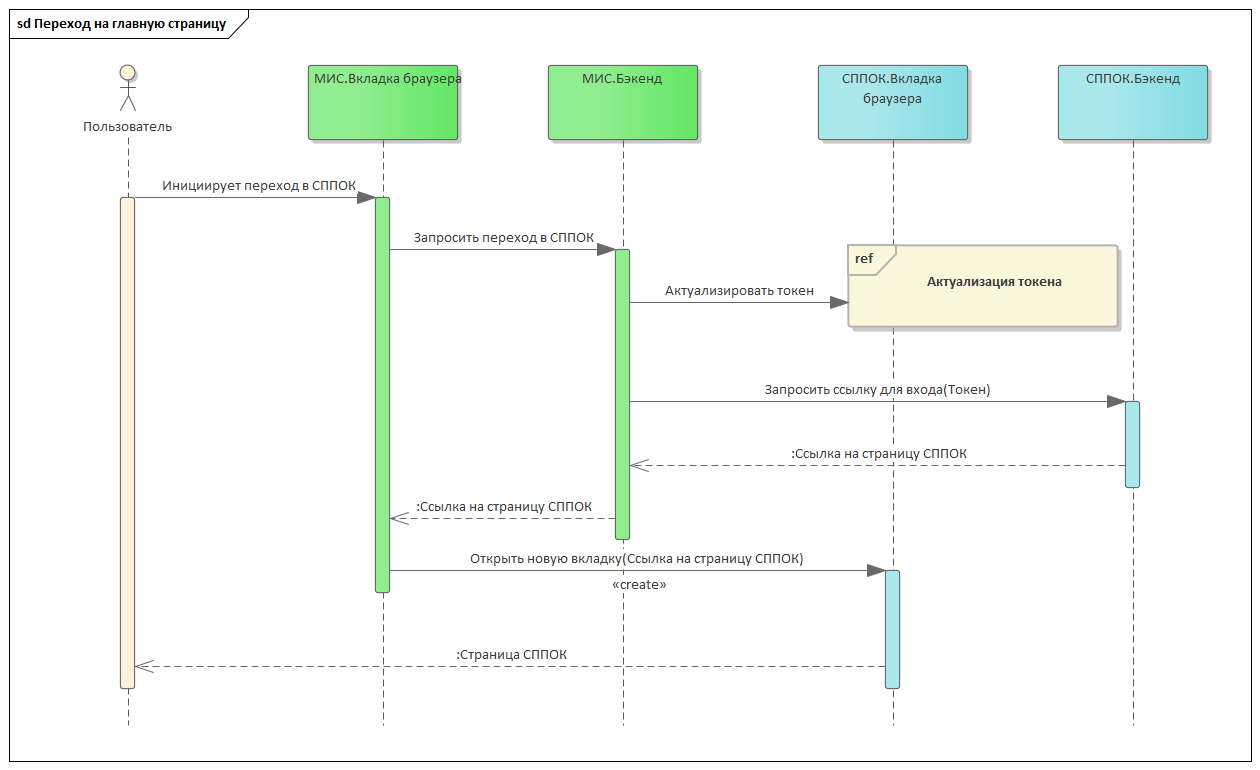 sd Переход на главную страницу
Пользователь
МИС.Вкладка браузера
МИС.Бэкенд
СППОК.Вкладка
браузера
СППОК.Бэкенд
Инициирует переход в СППОК
Запросить переход в СППОК
ref
Актуализация токена
Актуализировать токен
Запросить ссылку для входа(Токен)
:Ссылка на страницу СППОК
:Ссылка на страницу СППОК
Открыть новую вкладку(Ссылка на страницу СППОК)
«create»
:Страница СППОК